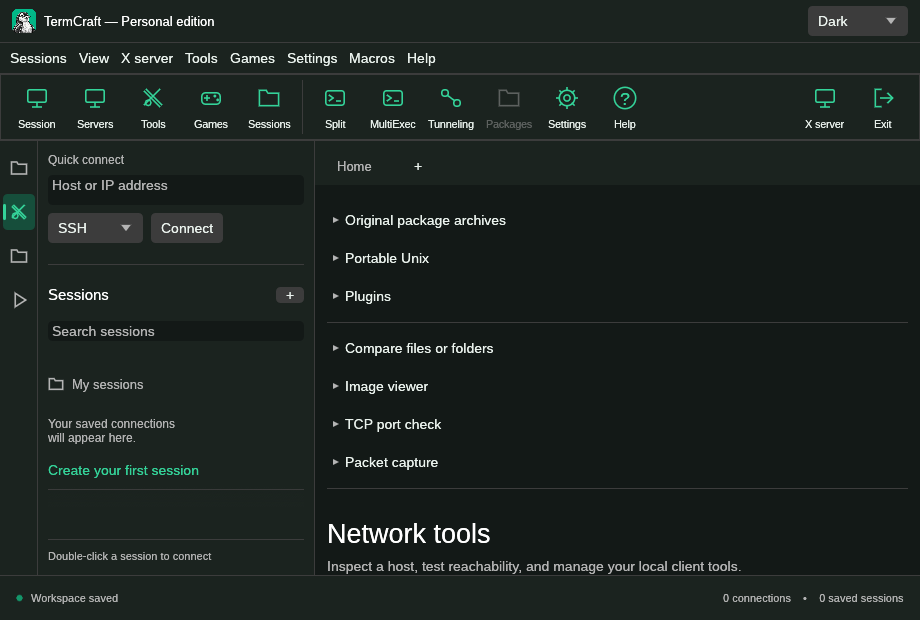 TermCraft — Personal edition
Dark
Sessions View X server Tools Games Settings Macros Help
Session Servers Tools Games Sessions Split MultiExec Tunneling Packages Settings Help X server Exit
Quick connect
Host or IP address
SSH Connect
Sessions +
Search sessions
My sessions
Your saved connections
will appear here.
Create your first session
Double-click a session to connect
Home +
Original package archives
Portable Unix
Plugins
Compare files or folders
Image viewer
TCP port check
Packet capture
Network tools
Inspect a host, test reachability, and manage your local client tools.
Workspace saved
0 connections • 0 saved sessions